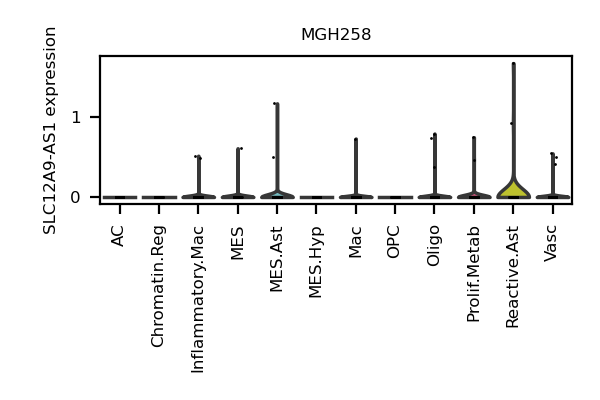 MGH258
SLC12A9-AS1 expression
1
0
AC
Chromatin.Reg
Inflammatory.Mac
MES
MES.Ast
MES.Hyp
Mac
OPC
Oligo
Prolif.Metab
Reactive.Ast
Vasc